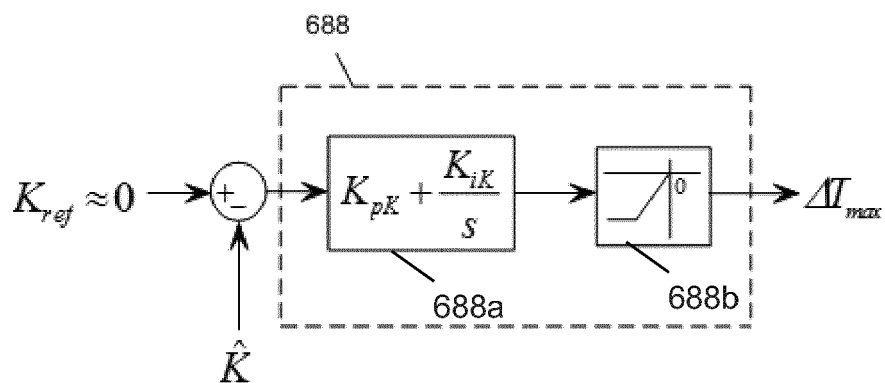 688
K_ref ≈ 0
+
−
K_pK + K_iK/s
0
ΔI_max
688a
688b
K̂